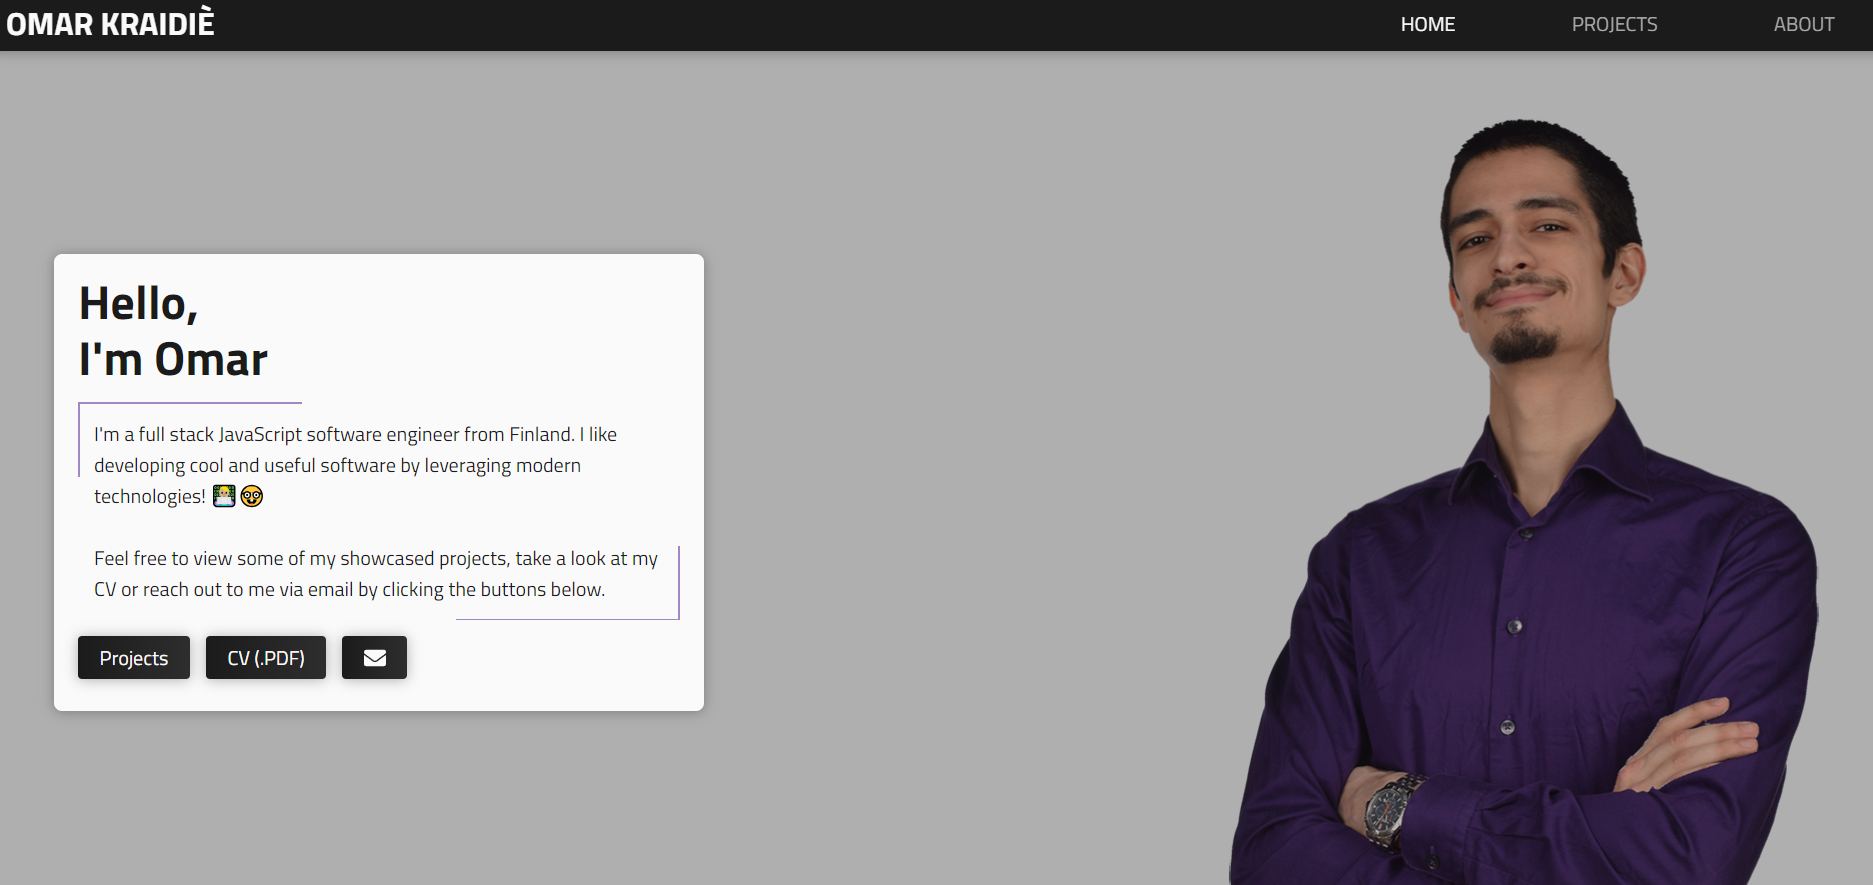 OMAR KRAIDIÈ
HOME PROJECTS ABOUT
Hello,
I'm Omar
I'm a full stack JavaScript software engineer from Finland. I like
developing cool and useful software by leveraging modern
technologies! 👨‍💻🤓
Feel free to view some of my showcased projects, take a look at my
CV or reach out to me via email by clicking the buttons below.
Projects CV (.PDF)